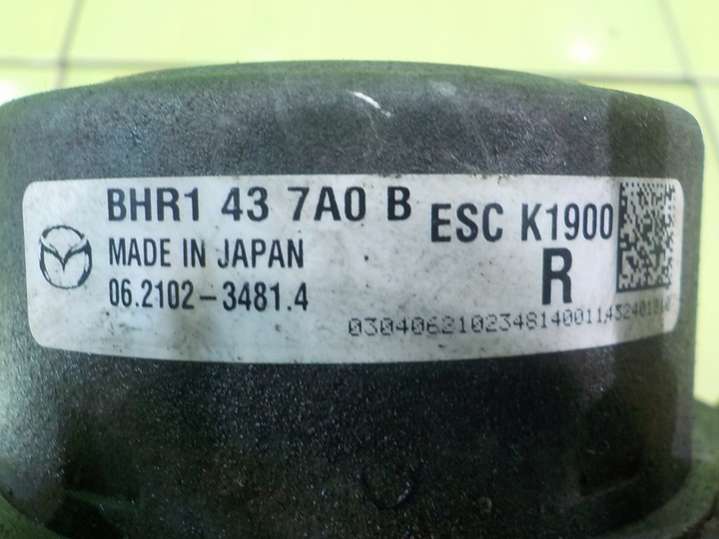 BHR1 43 7A0 B
ESC K1900
MADE IN JAPAN
R
06.2102-3481.4